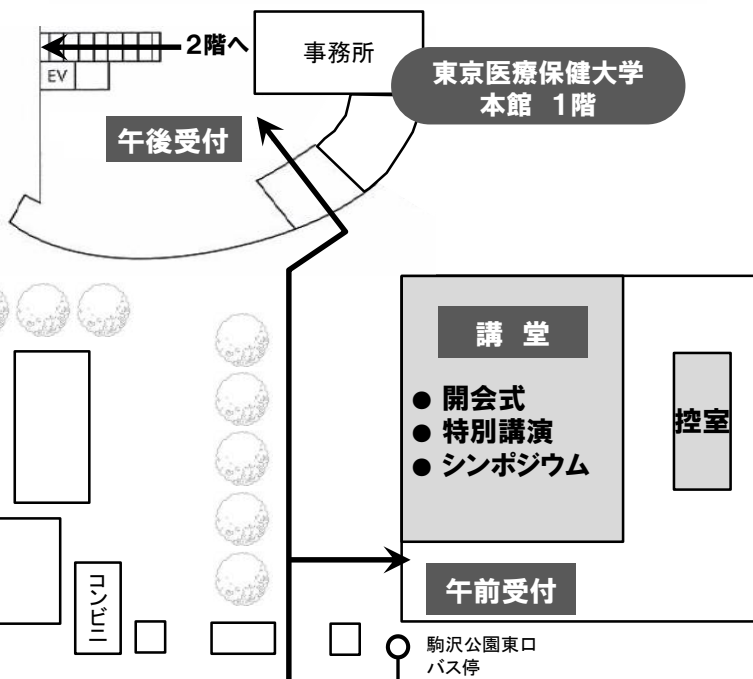 2階へ
事務所
EV
東京医療保健大学
本館 1階
午後受付
講 堂
● 開会式
● 特別講演
● シンポジウム
控室
午前受付
コンビニ
駒沢公園東口
バス停